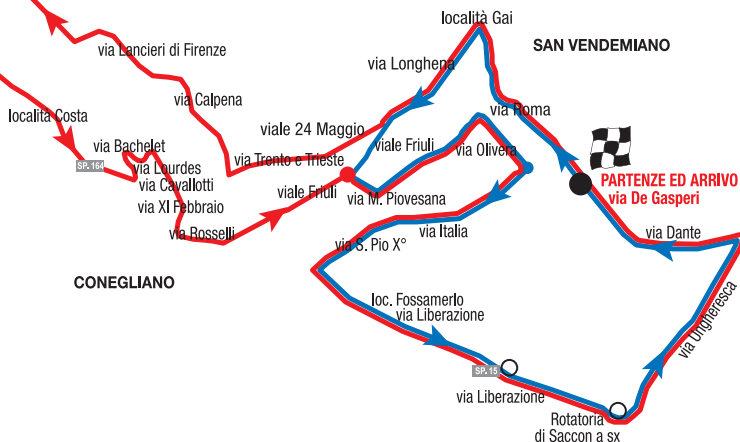 località Gai
SAN VENDEMIANO
via Lancieri di Firenze
via Longhena
via Calpena
via Roma
località Costa
viale 24 Maggio
via Bachelet
viale Friuli
via Olivera
SP. 164
via Lourdes
via Trento e Trieste
via Cavallotti
PARTENZE ED ARRIVO
via De Gasperi
viale Friuli
via M. Piovesana
via XI Febbraio
via Rosselli
via Italia
via Dante
via S. Pio X°
CONEGLIANO
loc. Fossamerlo
via Liberazione
via Ungheresca
SP. 15
via Liberazione
Rotatoria
di Saccon a sx